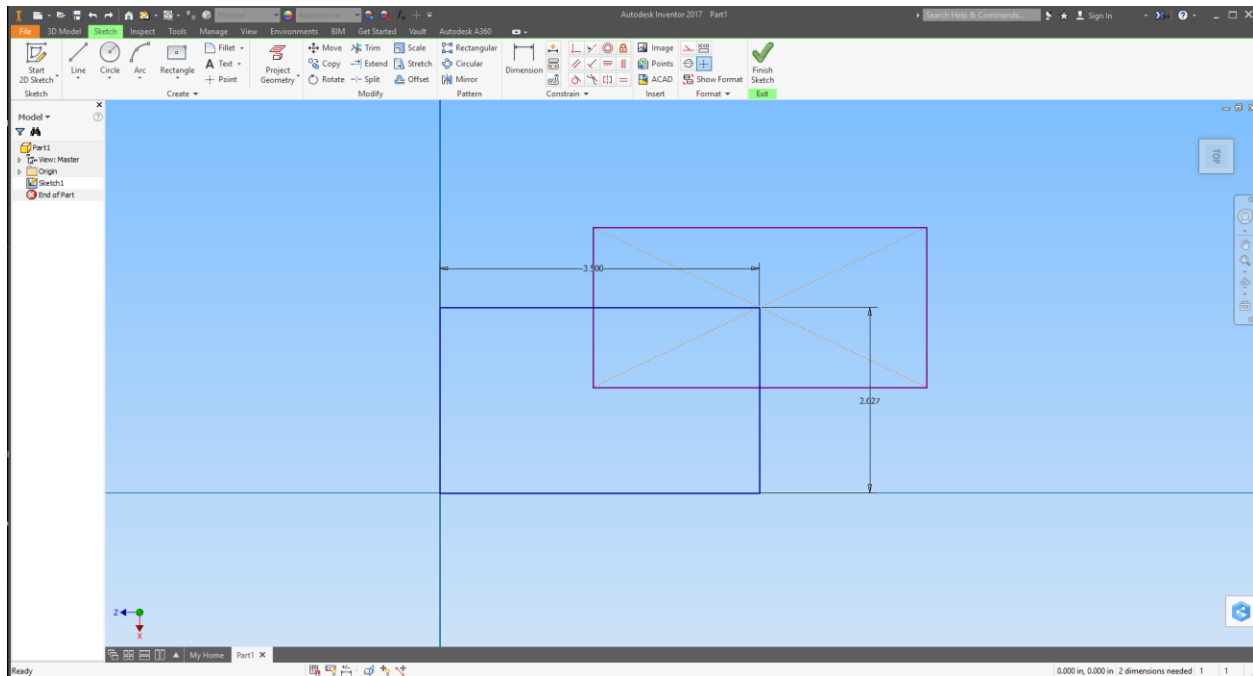 Material Appearance Autodesk Inventor 2017 Part1 Search Help & Commands... Sign In
File 3D Model Sketch Inspect Tools Manage View Environments BIM Get Started Vault Autodesk A360
Start 2D Sketch
Line
Circle
Arc
Rectangle
Fillet
Text
Point
Project Geometry
Move Trim Scale
Copy Extend Stretch
Rotate Split Offset
Rectangular
Circular
Mirror
Dimension
Image
Points
ACAD
Show Format
Finish Sketch
Sketch Create Modify Pattern Constrain Insert Format Exit
Model
Part1
View: Master
Origin
Sketch1
End of Part
TOP
3.500
2.027
Z
X
My Home Part1
Ready 0.000 in, 0.000 in 2 dimensions needed 1 1